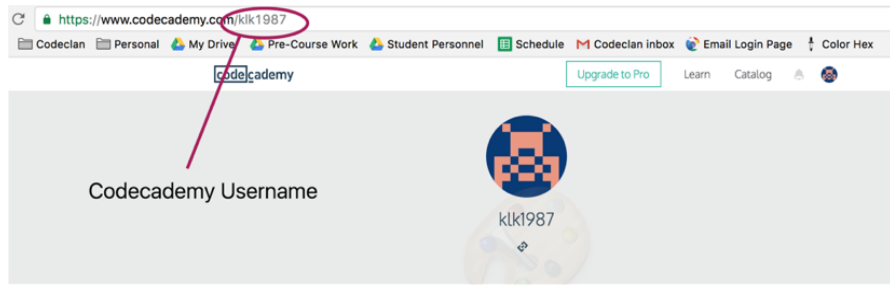 https://www.codecademy.com/klk1987
Codeclan Personal My Drive Pre-Course Work Student Personnel Schedule Codeclan inbox Email Login Page Color Hex
codecademy Upgrade to Pro Learn Catalog
Codecademy Username
klk1987